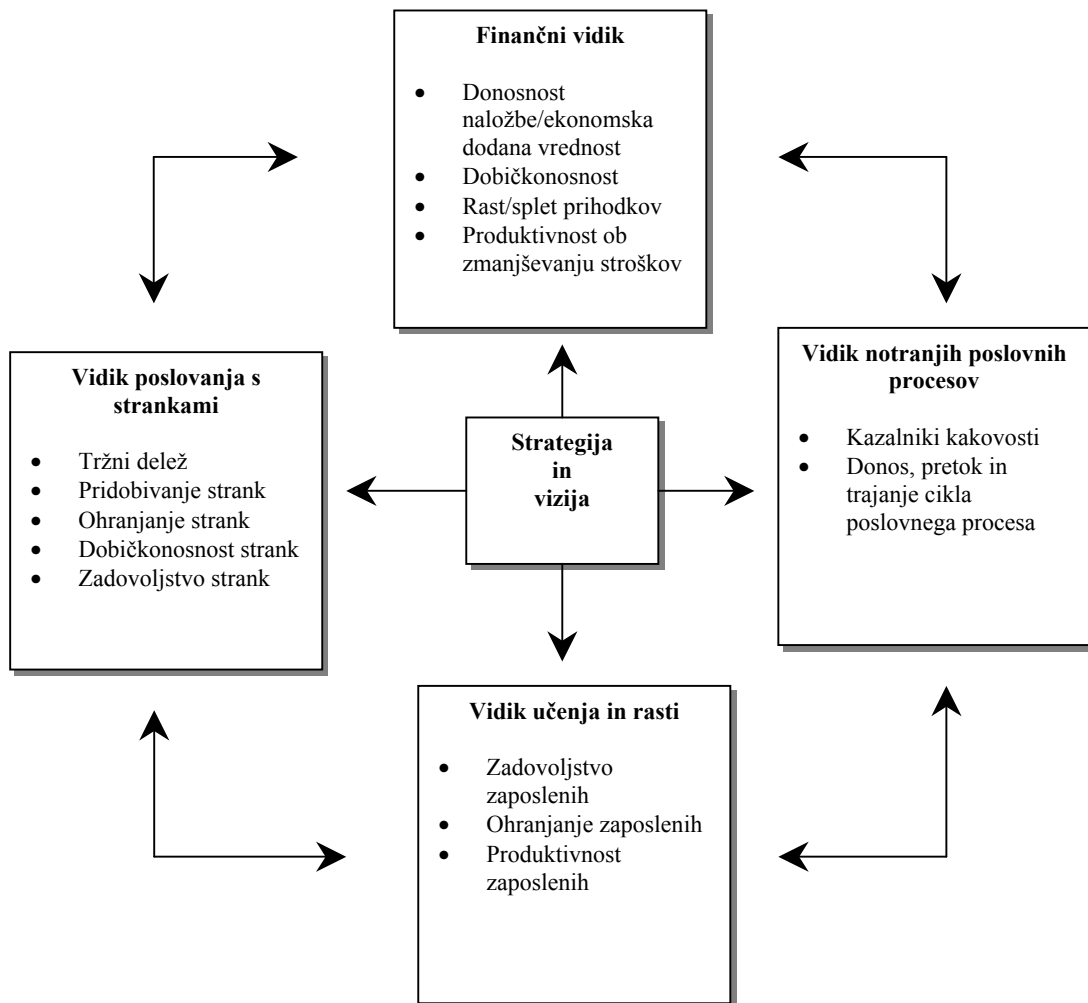 Finančni vidik
• Donosnost
naložbe/ekonomska
dodana vrednost
• Dobičkonosnost
• Rast/splet prihodkov
• Produktivnost ob
zmanjševanju stroškov
Vidik poslovanja s
strankami
• Tržni delež
• Pridobivanje strank
• Ohranjanje strank
• Dobičkonosnost strank
• Zadovoljstvo strank
Strategija
in
vizija
Vidik notranjih poslovnih
procesov
• Kazalniki kakovosti
• Donos, pretok in
trajanje cikla
poslovnega procesa
Vidik učenja in rasti
• Zadovoljstvo
zaposlenih
• Ohranjanje zaposlenih
• Produktivnost
zaposlenih